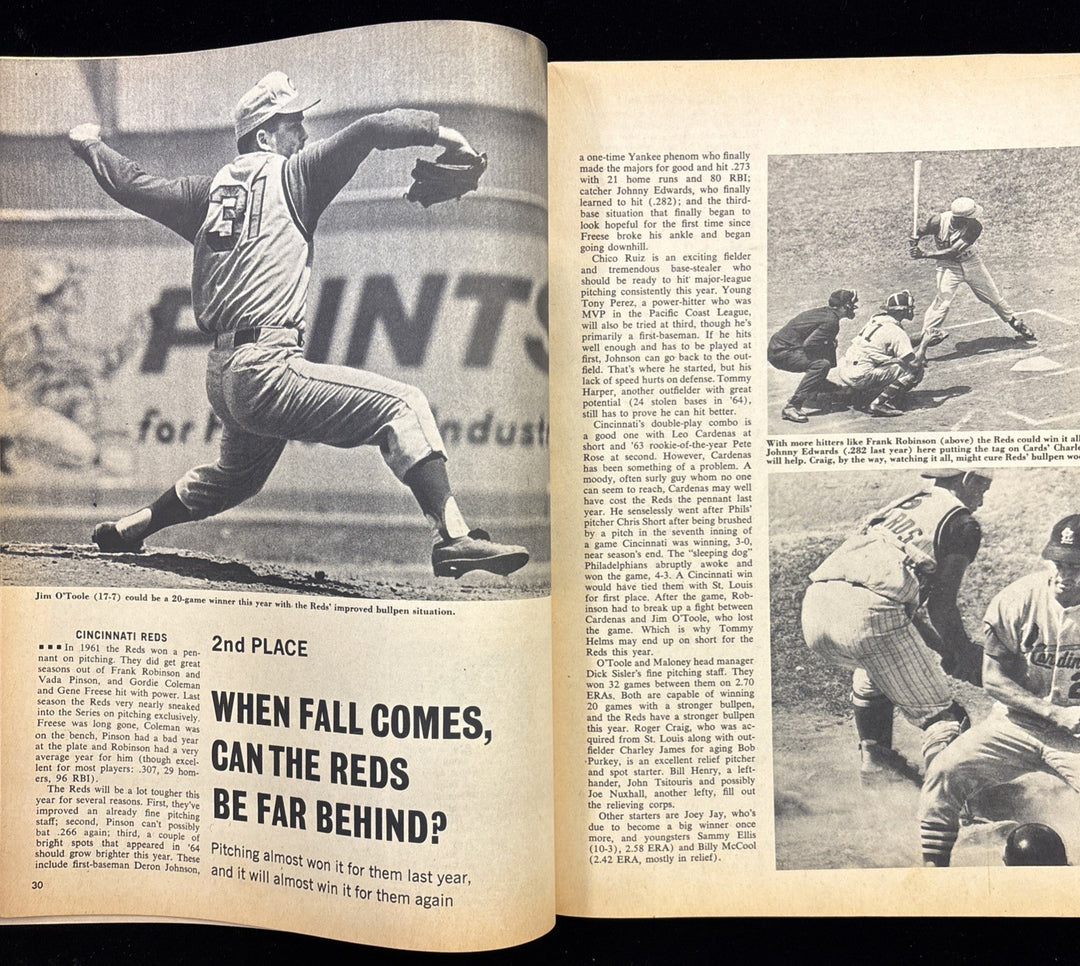 31
PAINTS
for
indust
Jim O'Toole (17-7) could be a 20-game winner this year with the Reds' improved bullpen situation.
CINCINNATI REDS
■ ■ ■ In 1961 the Reds won a pen-
nant on pitching. They did get great
seasons out of Frank Robinson and
Vada Pinson, and Gordie Coleman
and Gene Freese hit with power. Last
season the Reds very nearly sneaked
into the Series on pitching exclusively.
Freese was long gone, Coleman was
on the bench, Pinson had a bad year
at the plate and Robinson had a very
average year for him (though excel-
lent for most players: .307, 29 hom-
ers, 96 RBI).
The Reds will be a lot tougher this
year for several reasons. First, they've
improved an already fine pitching
staff; second, Pinson can't possibly
bat .266 again; third, a couple of
bright spots that appeared in '64
should grow brighter this year. These
include first-baseman Deron Johnson,
30
2nd PLACE
WHEN FALL COMES,
CAN THE REDS
BE FAR BEHIND?
Pitching almost won it for them last year,
and it will almost win it for them again
a one-time Yankee phenom who finally
made the majors for good and hit .273
with 21 home runs and 80 RBI;
catcher Johnny Edwards, who finally
learned to hit (.282); and the third-
base situation that finally began to
look hopeful for the first time since
Freese broke his ankle and began
going downhill.
Chico Ruiz is an exciting fielder
and tremendous base-stealer who
should be ready to hit major-league
pitching consistently this year. Young
Tony Perez, a power-hitter who was
MVP in the Pacific Coast League,
will also be tried at third, though he's
primarily a first-baseman. If he hits
well enough and has to be played at
first, Johnson can go back to the out-
field. That's where he started, but his
lack of speed hurts on defense. Tommy
Harper, another outfielder with great
potential (24 stolen bases in '64),
still has to prove he can hit better.
Cincinnati's double-play combo is
a good one with Leo Cardenas at
short and '63 rookie-of-the-year Pete
Rose at second. However, Cardenas
has been something of a problem. A
moody, often surly guy whom no one
can seem to reach, Cardenas may well
have cost the Reds the pennant last
year. He senselessly went after Phils'
pitcher Chris Short after being brushed
by a pitch in the seventh inning of
a game Cincinnati was winning, 3-0,
near season's end. The "sleeping dog"
Philadelphians abruptly awoke and
won the game, 4-3. A Cincinnati win
would have tied them with St. Louis
for first place. After the game, Rob-
inson had to break up a fight between
Cardenas and Jim O'Toole, who lost
the game. Which is why Tommy
Helms may end up on short for the
Reds this year.
O'Toole and Maloney head manager
Dick Sisler's fine pitching staff. They
won 32 games between them on 2.70
ERAs. Both are capable of winning
20 games with a stronger bullpen,
and the Reds have a stronger bullpen
this year. Roger Craig, who was ac-
quired from St. Louis along with out-
fielder Charley James for aging Bob
Purkey, is an excellent relief pitcher
and spot starter. Bill Henry, a left-
hander, John Tsitouris and possibly
Joe Nuxhall, another lefty, fill out
the relieving corps.
Other starters are Joey Jay, who's
due to become a big winner once
more, and youngsters Sammy Ellis
(10-3), 2.58 ERA) and Billy McCool
(2.42 ERA, mostly in relief).
With more hitters like Frank Robinson (above) the Reds could win it all
Johnny Edwards (.282 last year) here putting the tag on Cards' Charle
will help. Craig, by the way, watching it all, might cure Reds' bullpen wo
Cardin